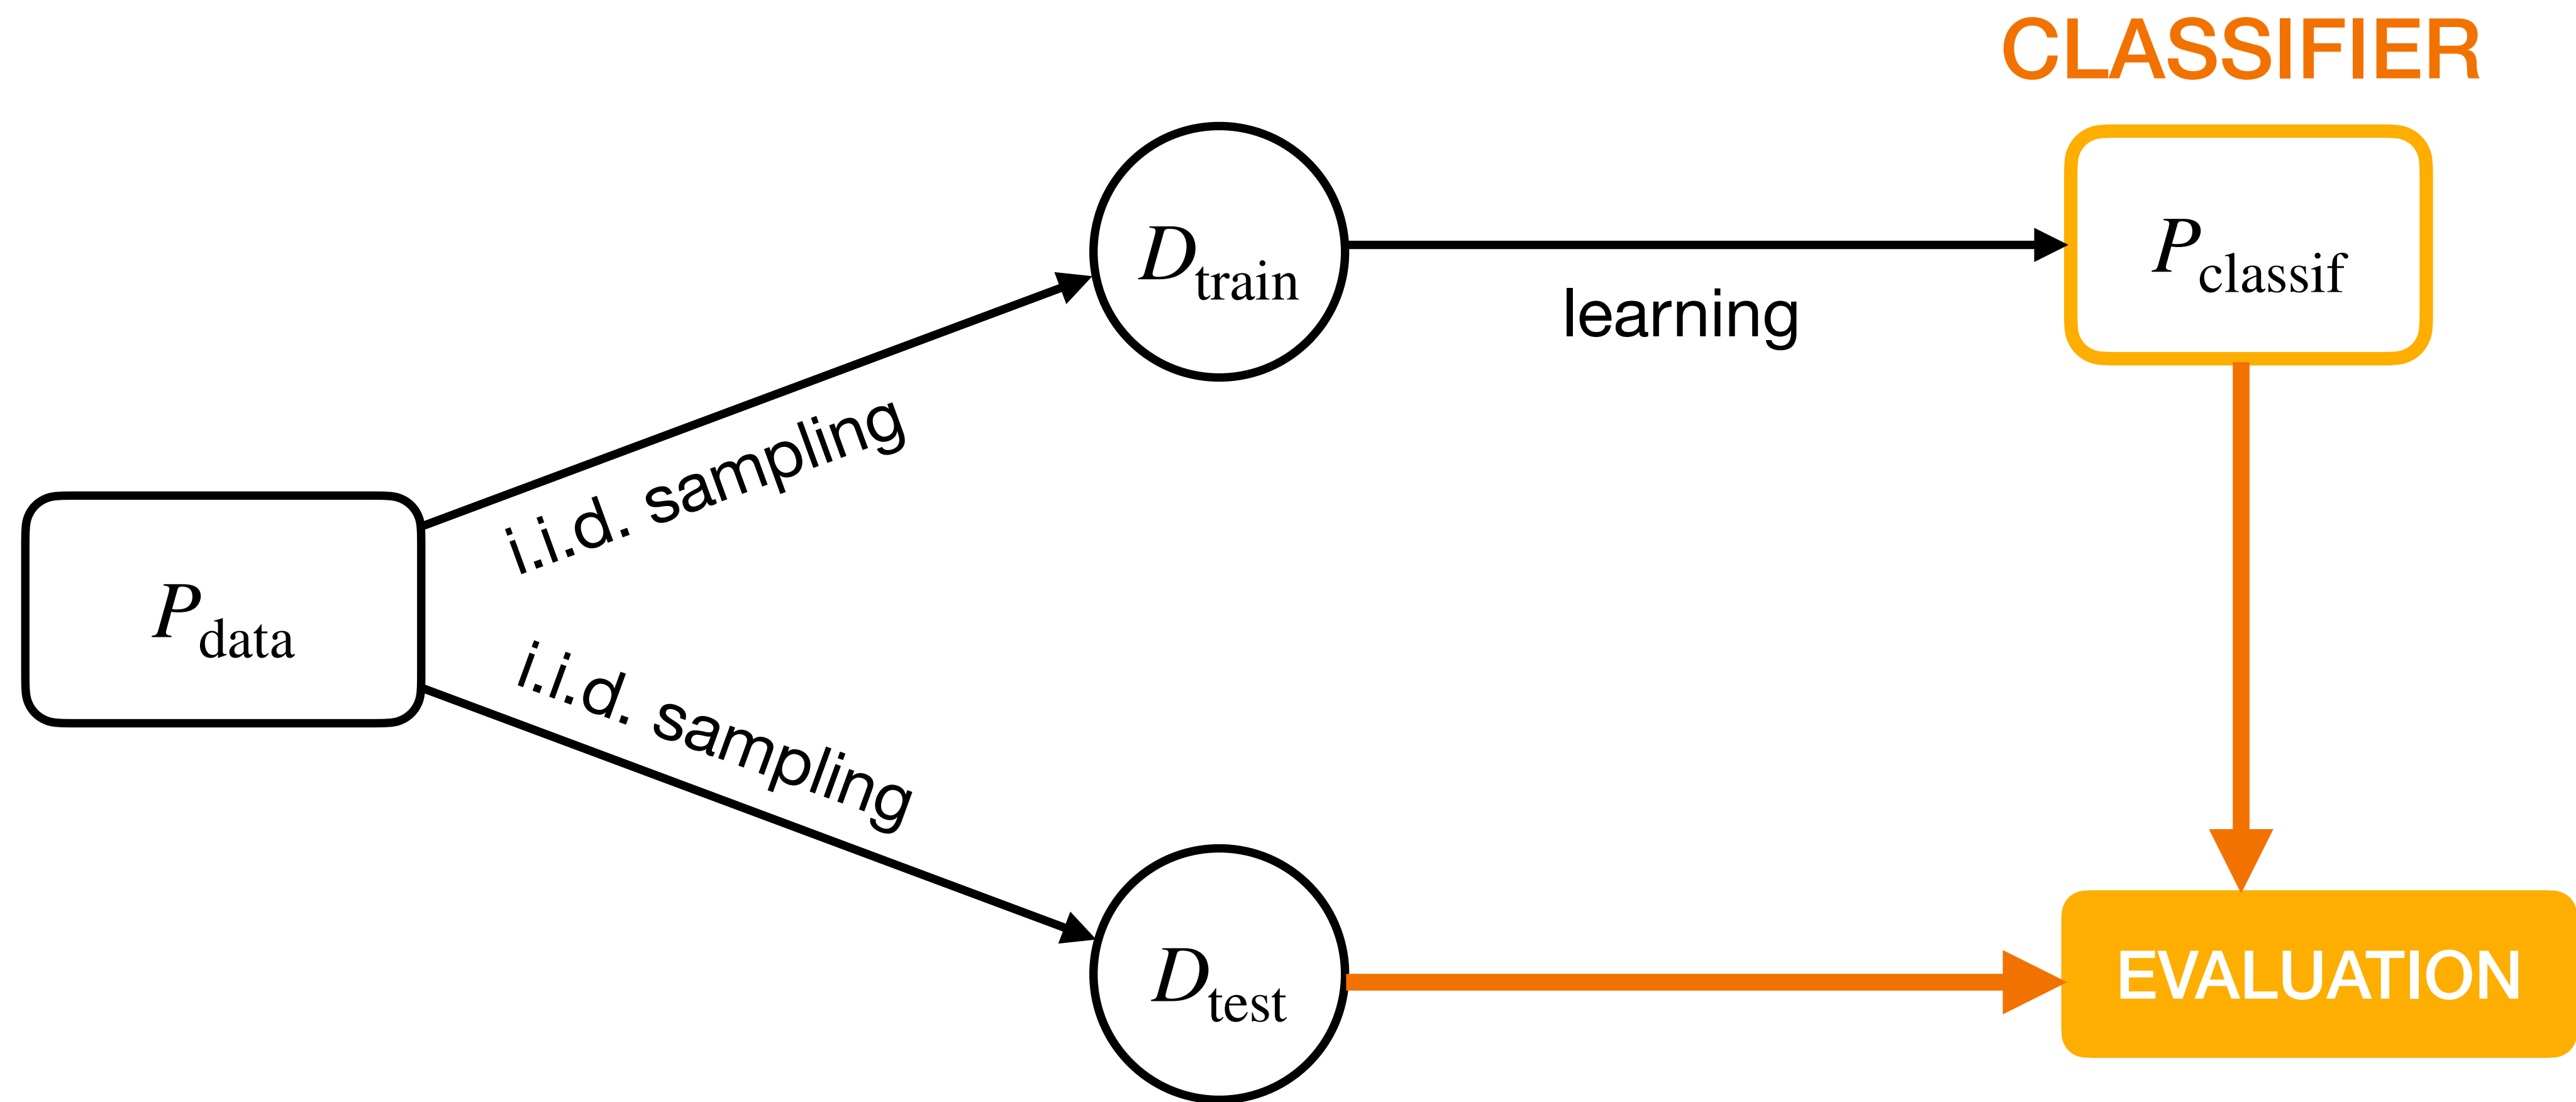 CLASSIFIER
D_train
P_classif
learning
i.i.d. sampling
P_data
i.i.d. sampling
D_test
EVALUATION